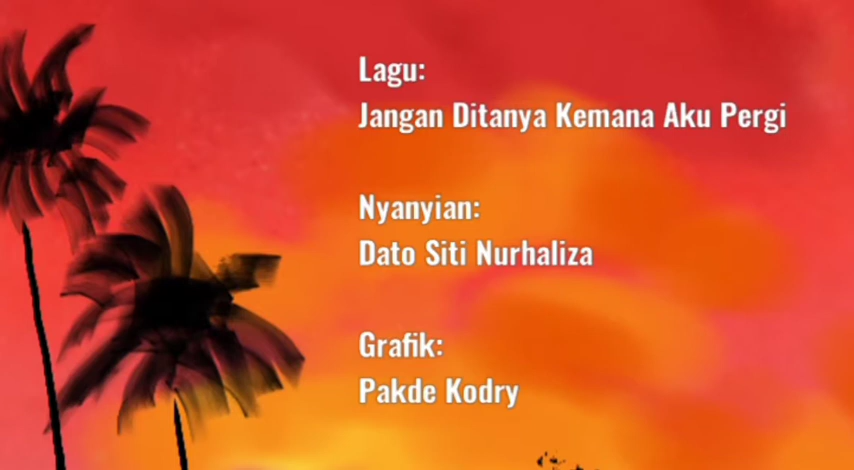 Lagu:
Jangan Ditanya Kemana Aku Pergi
Nyanyian:
Dato Siti Nurhaliza
Grafik:
Pakde Kodry